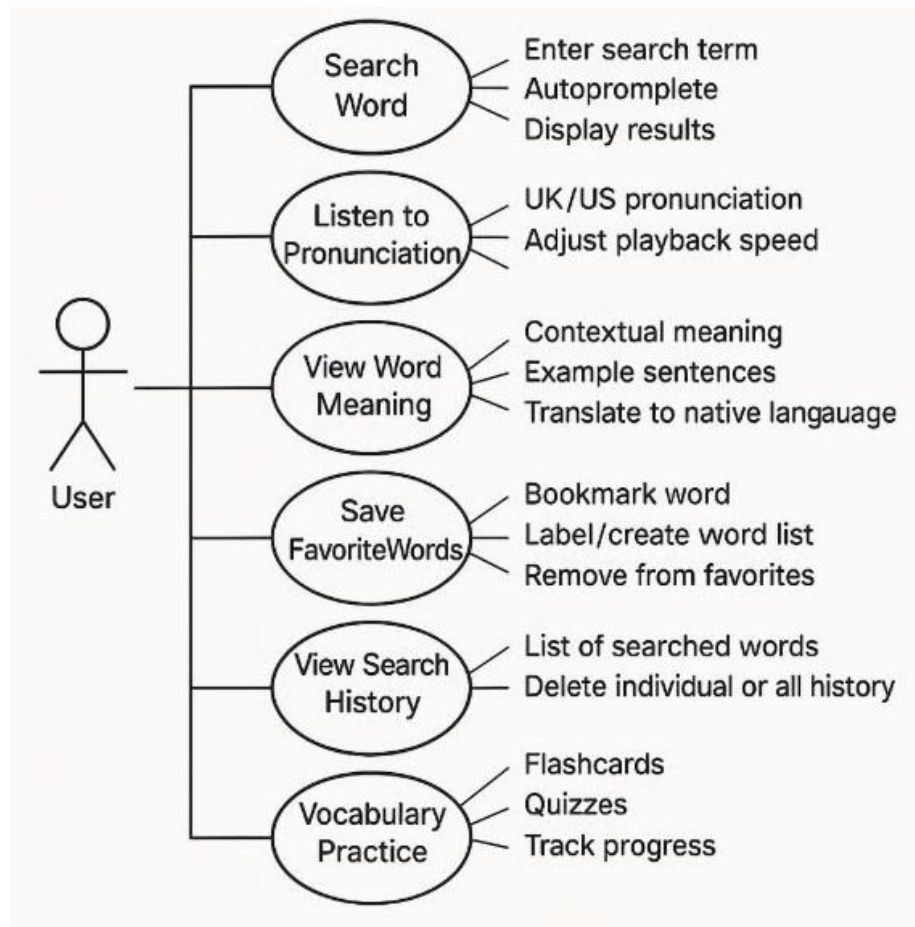 Search
Word
Enter search term
Autopromplete
Display results
Listen to
Pronunciation
UK/US pronunciation
Adjust playback speed
View Word
Meaning
Contextual meaning
Example sentences
Translate to native langauage
User
Save
FavoriteWords
Bookmark word
Label/create word list
Remove from favorites
View Search
History
List of searched words
Delete individual or all history
Vocabulary
Practice
Flashcards
Quizzes
Track progress